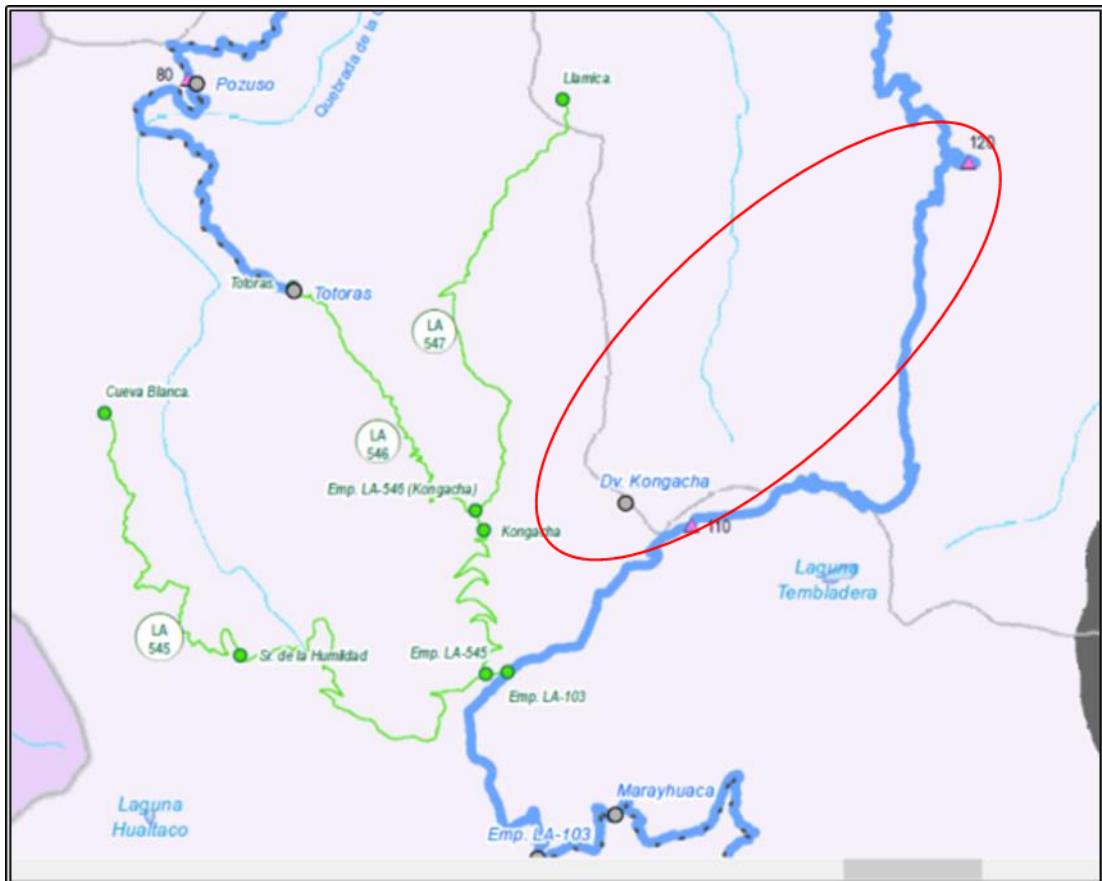 80
Pozuso
Quebrada de la
Llamica.
120
Totoras.
Totoras
LA
547
Cueva Blanca.
LA
546
Emp. LA-546 (Kongacha)
Dv. Kongacha
Kongacha
110
Laguna
Tembladera
LA
545
Sr. de la Humildad
Emp. LA-545
Emp. LA-103
Marayhuaca
Laguna
Hualtaco
Emp. LA-103